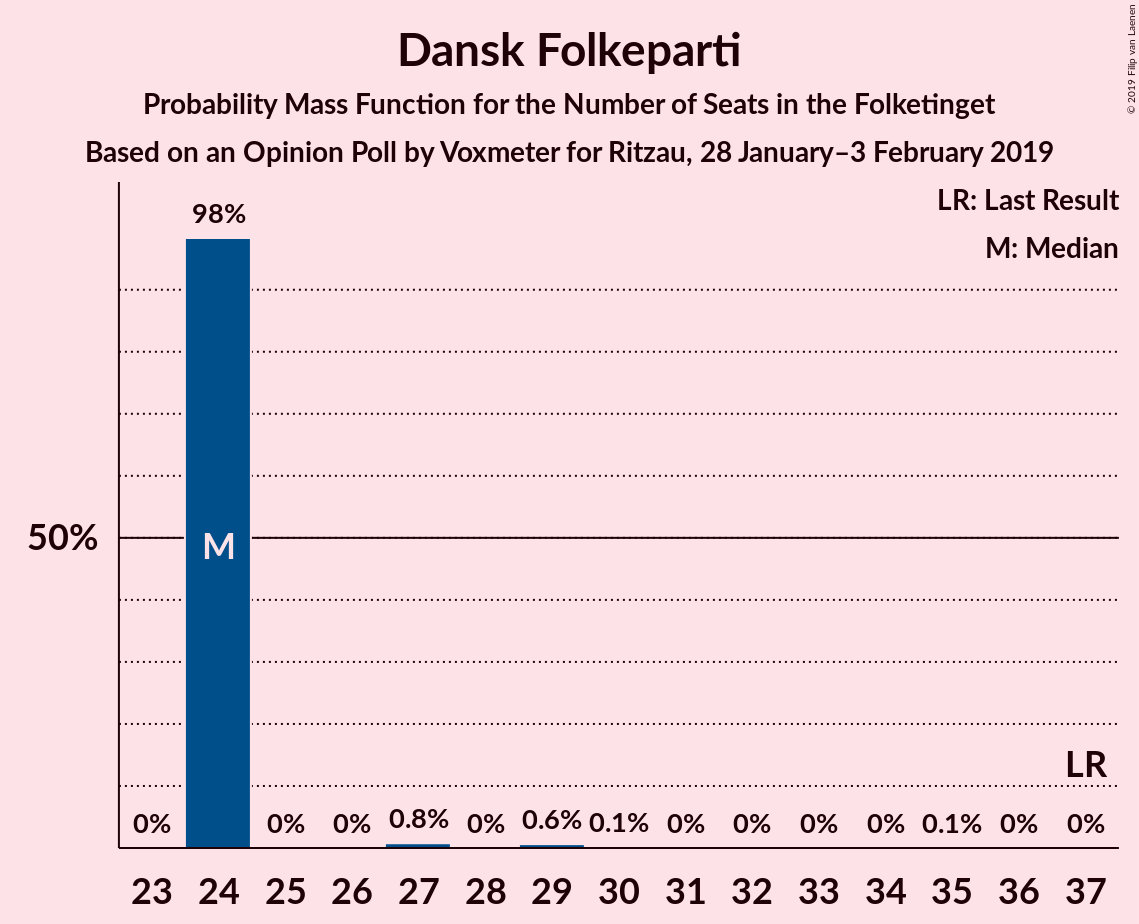 Dansk Folkeparti
Probability Mass Function for the Number of Seats in the Folketinget
Based on an Opinion Poll by Voxmeter for Ritzau, 28 January–3 February 2019
© 2019 Filip van Laenen
LR: Last Result
M: Median
98%
50%
M
LR
0% 0% 0% 0.8% 0% 0.6% 0.1% 0% 0% 0% 0% 0.1% 0% 0%
23 24 25 26 27 28 29 30 31 32 33 34 35 36 37